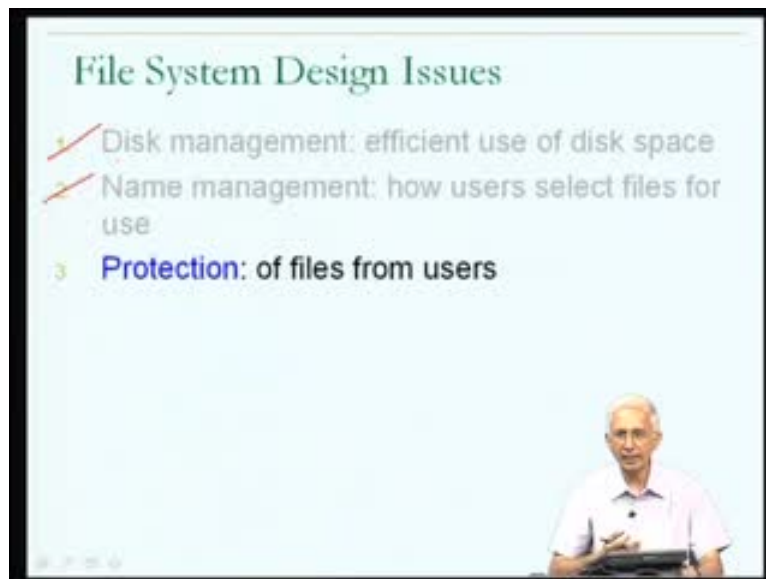 File System Design Issues
1 Disk management: efficient use of disk space
2 Name management: how users select files for
use
3 Protection: of files from users